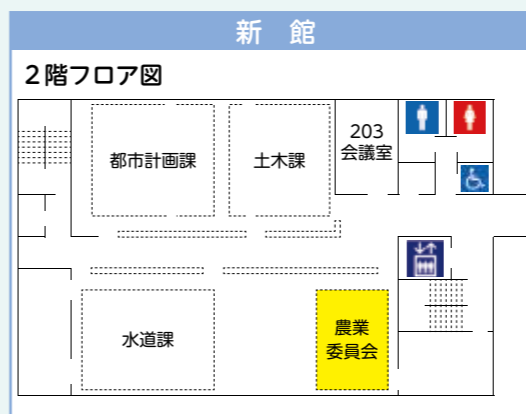 新 館
2階フロア図
都市計画課
土木課
203
会議室
水道課
農業
委員会